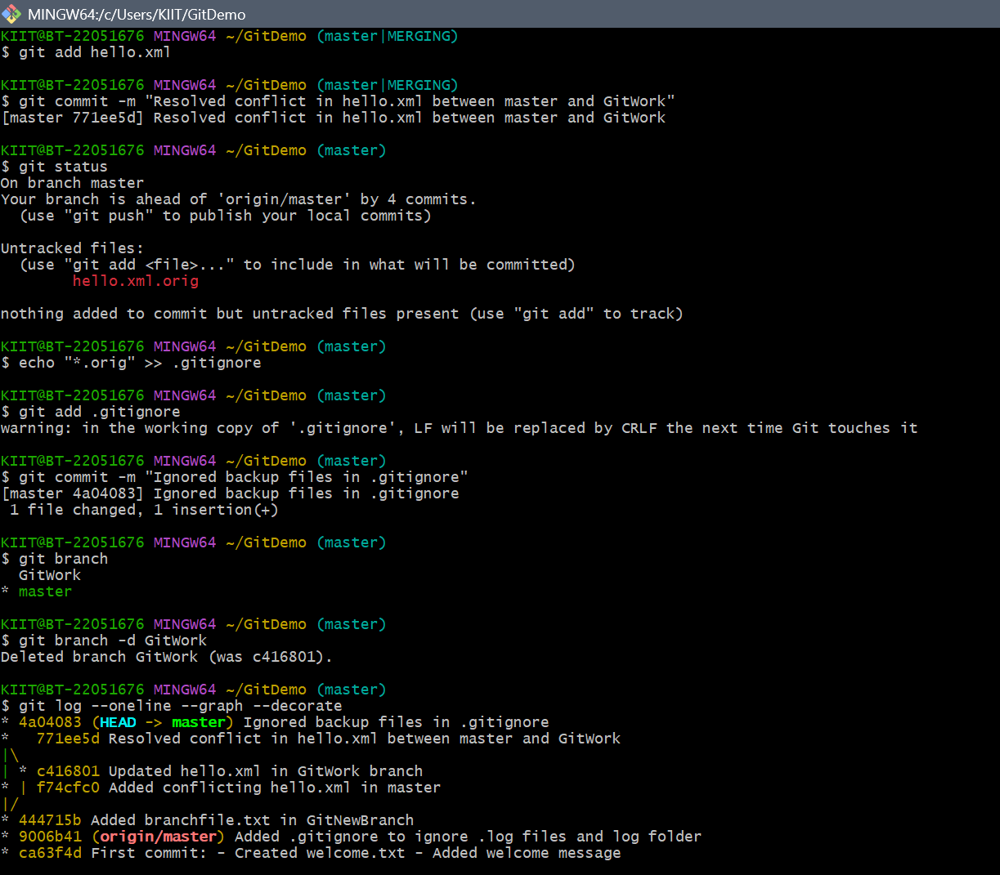 MINGW64:/c/Users/KIIT/GitDemo
KIIT@BT-22051676 MINGW64 ~/GitDemo (master|MERGING)
$ git add hello.xml
KIIT@BT-22051676 MINGW64 ~/GitDemo (master|MERGING)
$ git commit -m "Resolved conflict in hello.xml between master and GitWork"
[master 771ee5d] Resolved conflict in hello.xml between master and GitWork
KIIT@BT-22051676 MINGW64 ~/GitDemo (master)
$ git status
On branch master
Your branch is ahead of 'origin/master' by 4 commits.
  (use "git push" to publish your local commits)
Untracked files:
  (use "git add <file>..." to include in what will be committed)
        hello.xml.orig
nothing added to commit but untracked files present (use "git add" to track)
KIIT@BT-22051676 MINGW64 ~/GitDemo (master)
$ echo "*.orig" >> .gitignore
KIIT@BT-22051676 MINGW64 ~/GitDemo (master)
$ git add .gitignore
warning: in the working copy of '.gitignore', LF will be replaced by CRLF the next time Git touches it
KIIT@BT-22051676 MINGW64 ~/GitDemo (master)
$ git commit -m "Ignored backup files in .gitignore"
[master 4a04083] Ignored backup files in .gitignore
 1 file changed, 1 insertion(+)
KIIT@BT-22051676 MINGW64 ~/GitDemo (master)
$ git branch
  GitWork
* master
KIIT@BT-22051676 MINGW64 ~/GitDemo (master)
$ git branch -d GitWork
Deleted branch GitWork (was c416801).
KIIT@BT-22051676 MINGW64 ~/GitDemo (master)
$ git log --oneline --graph --decorate
* 4a04083 (HEAD -> master) Ignored backup files in .gitignore
*   771ee5d Resolved conflict in hello.xml between master and GitWork
|\
| * c416801 Updated hello.xml in GitWork branch
* | f74cfc0 Added conflicting hello.xml in master
|/
* 444715b Added branchfile.txt in GitNewBranch
* 9006b41 (origin/master) Added .gitignore to ignore .log files and log folder
* ca63f4d First commit: - Created welcome.txt - Added welcome message